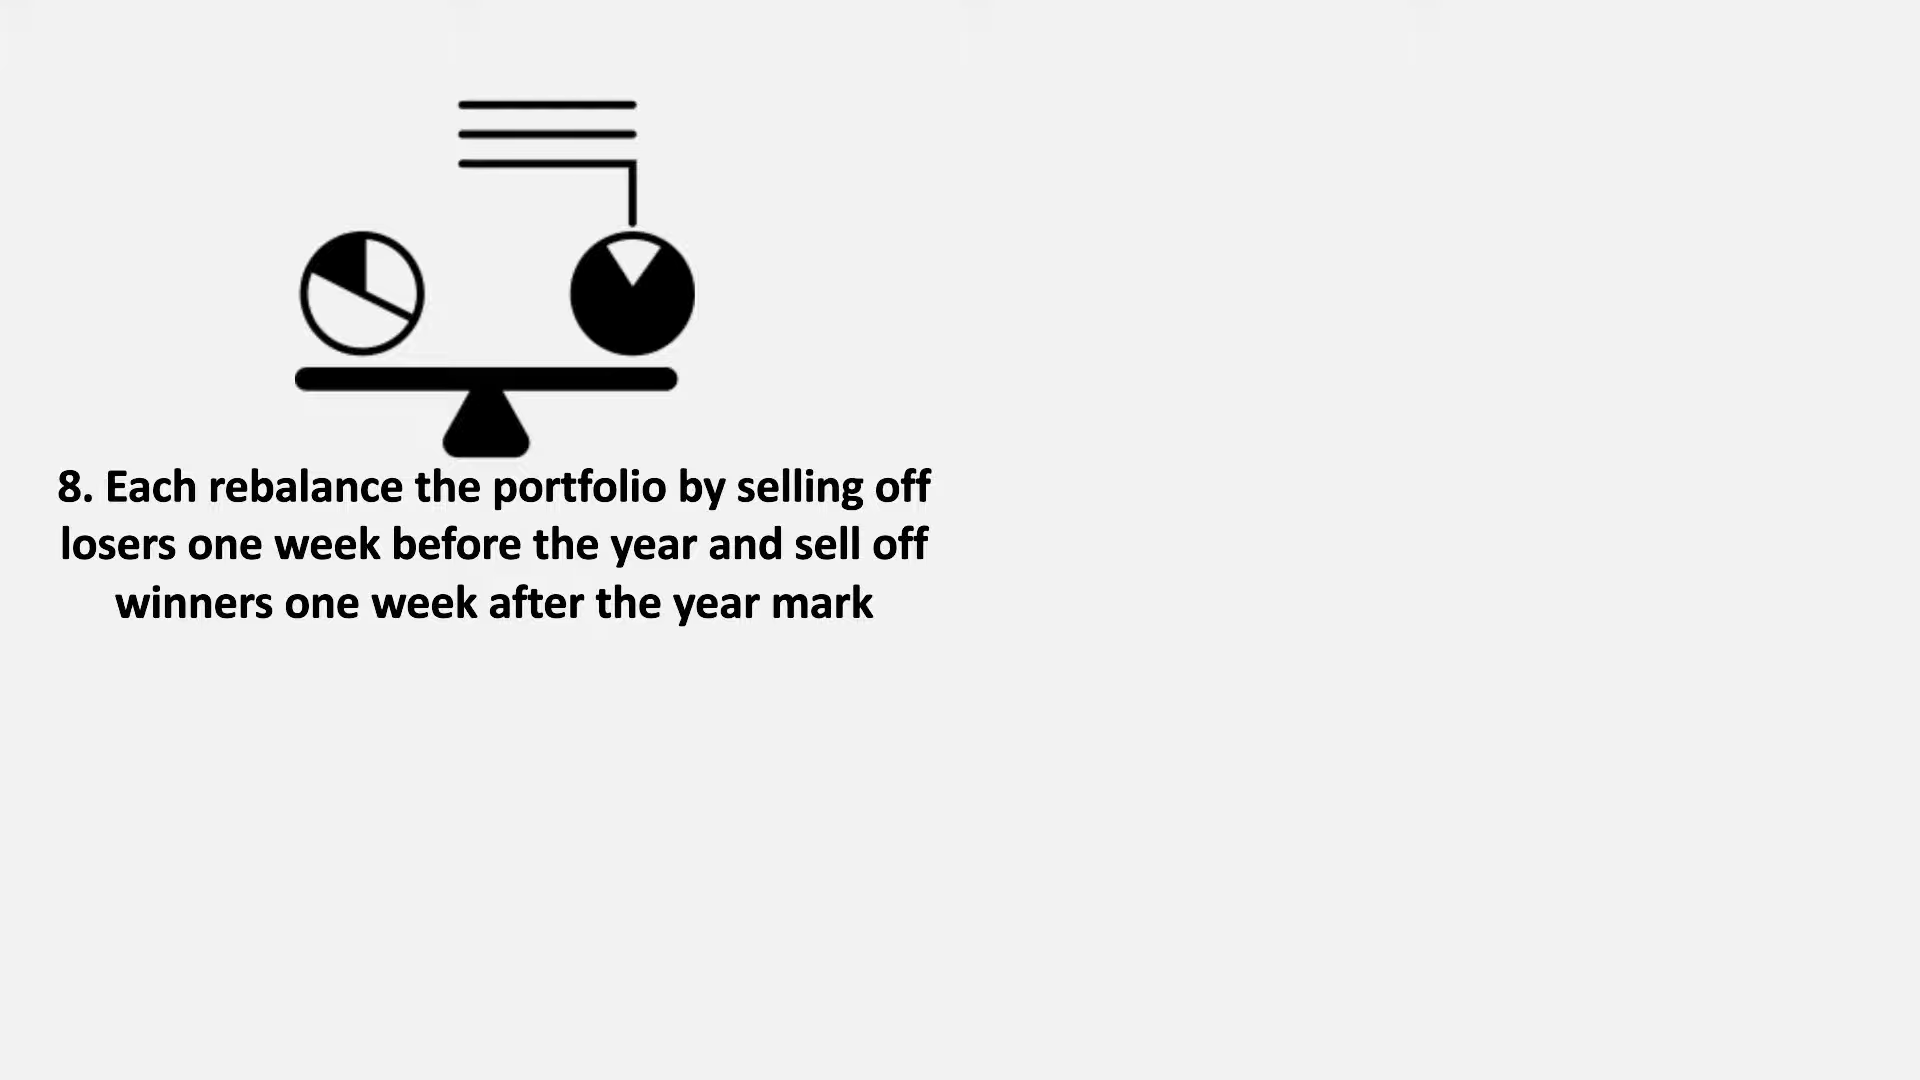 8. Each rebalance the portfolio by selling off
losers one week before the year and sell off
winners one week after the year mark